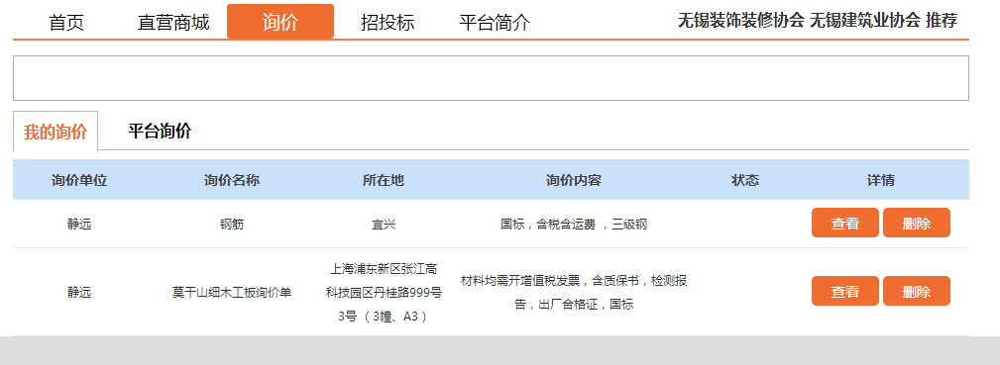 首页 直营商城 询价 招投标 平台简介 无锡装饰装修协会 无锡建筑业协会 推荐
我的询价 平台询价
询价单位 询价名称 所在地 询价内容 状态 详情
静远 钢筋 宜兴 国标，含税含运费 ，三级钢 查看 删除
上海浦东新区张江高
静远 莫干山细木工板询价单 科技园区丹桂路999号 材料均需开增值税发票，含质保书，检测报 查看 删除
告，出厂合格证，国标
3号 （3幢、A3 ）